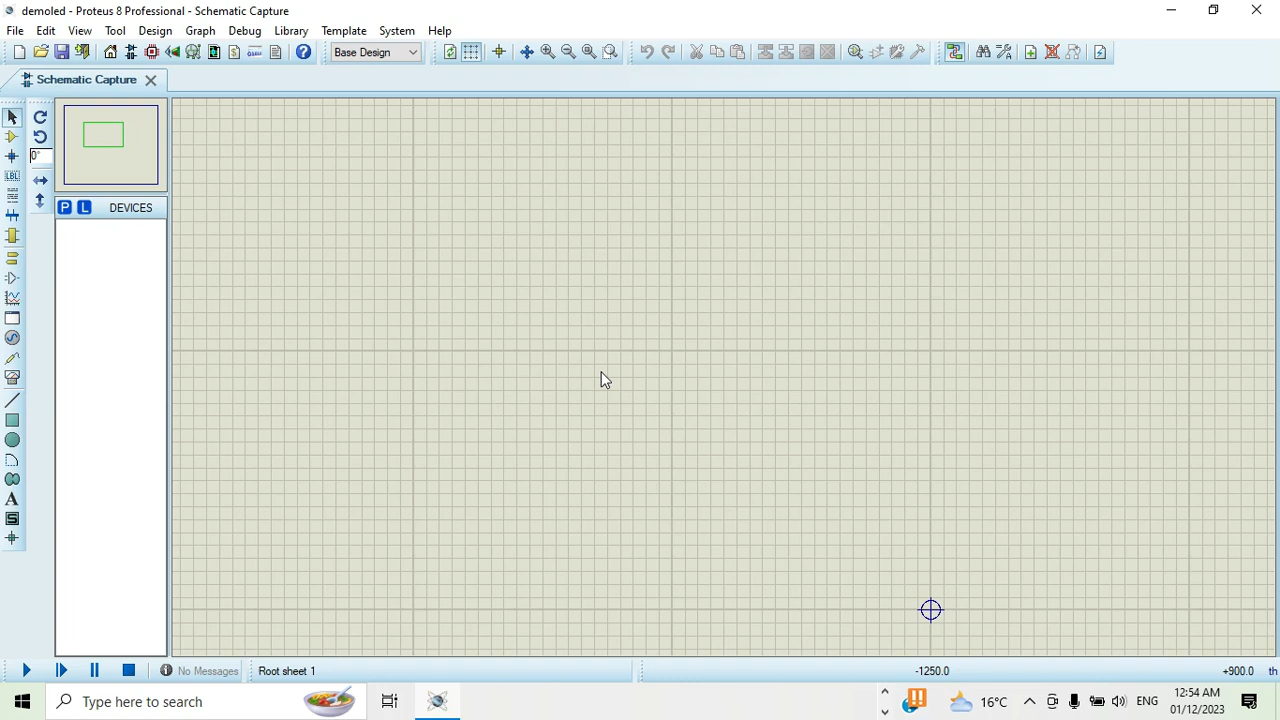 demoled - Proteus 8 Professional - Schematic Capture
File Edit View Tool Design Graph Debug Library Template System Help
Base Design
Schematic Capture
0°
LBL
P L DEVICES
A
S
No Messages Root sheet 1 -1250.0 +900.0 th
Type here to search 16°C ENG 12:54 AM
01/12/2023